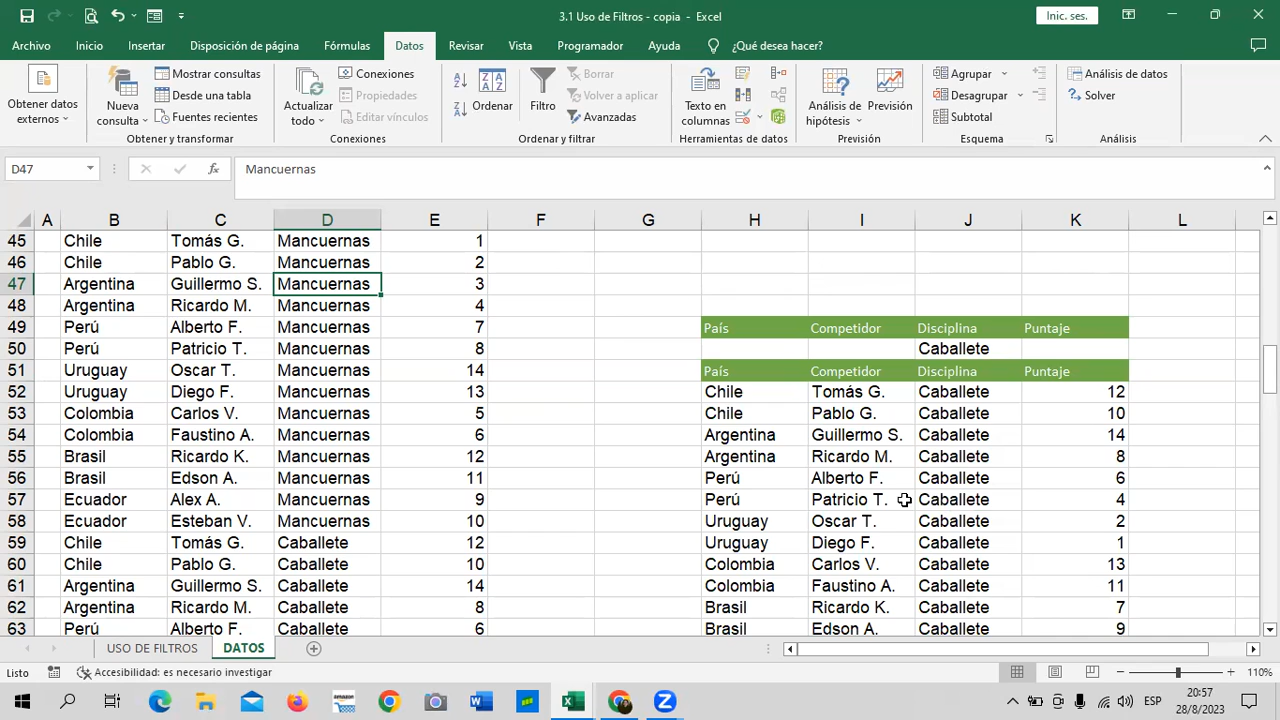 3.1 Uso de Filtros - copia - Excel
Inic. ses.
Archivo Inicio Insertar Disposición de página Fórmulas Datos Revisar Vista Programador Ayuda ¿Qué desea hacer?
Obtener datos externos
Nueva consulta
Mostrar consultas
Desde una tabla
Fuentes recientes
Obtener y transformar
Actualizar todo
Conexiones
Propiedades
Editar vínculos
Conexiones
Ordenar
Filtro
Borrar
Volver a aplicar
Avanzadas
Ordenar y filtrar
Texto en columnas
Herramientas de datos
Análisis de hipótesis
Previsión
Previsión
Agrupar
Desagrupar
Subtotal
Esquema
Análisis de datos
Solver
Análisis
D47 fx Mancuernas
A B C D E F G H I J K L
45 Chile Tomás G. Mancuernas 1
46 Chile Pablo G. Mancuernas 2
47 Argentina Guillermo S. Mancuernas 3
48 Argentina Ricardo M. Mancuernas 4
49 Perú Alberto F. Mancuernas 7 País Competidor Disciplina Puntaje
50 Perú Patricio T. Mancuernas 8 Caballete
51 Uruguay Oscar T. Mancuernas 14 País Competidor Disciplina Puntaje
52 Uruguay Diego F. Mancuernas 13 Chile Tomás G. Caballete 12
53 Colombia Carlos V. Mancuernas 5 Chile Pablo G. Caballete 10
54 Colombia Faustino A. Mancuernas 6 Argentina Guillermo S. Caballete 14
55 Brasil Ricardo K. Mancuernas 12 Argentina Ricardo M. Caballete 8
56 Brasil Edson A. Mancuernas 11 Perú Alberto F. Caballete 6
57 Ecuador Alex A. Mancuernas 9 Perú Patricio T. Caballete 4
58 Ecuador Esteban V. Mancuernas 10 Uruguay Oscar T. Caballete 2
59 Chile Tomás G. Caballete 12 Uruguay Diego F. Caballete 1
60 Chile Pablo G. Caballete 10 Colombia Carlos V. Caballete 13
61 Argentina Guillermo S. Caballete 14 Colombia Faustino A. Caballete 11
62 Argentina Ricardo M. Caballete 8 Brasil Ricardo K. Caballete 7
63 Perú Alberto F. Caballete 6 Brasil Edson A. Caballete 9
USO DE FILTROS DATOS
Listo Accesibilidad: es necesario investigar 110%
ESP 20:57
28/8/2023